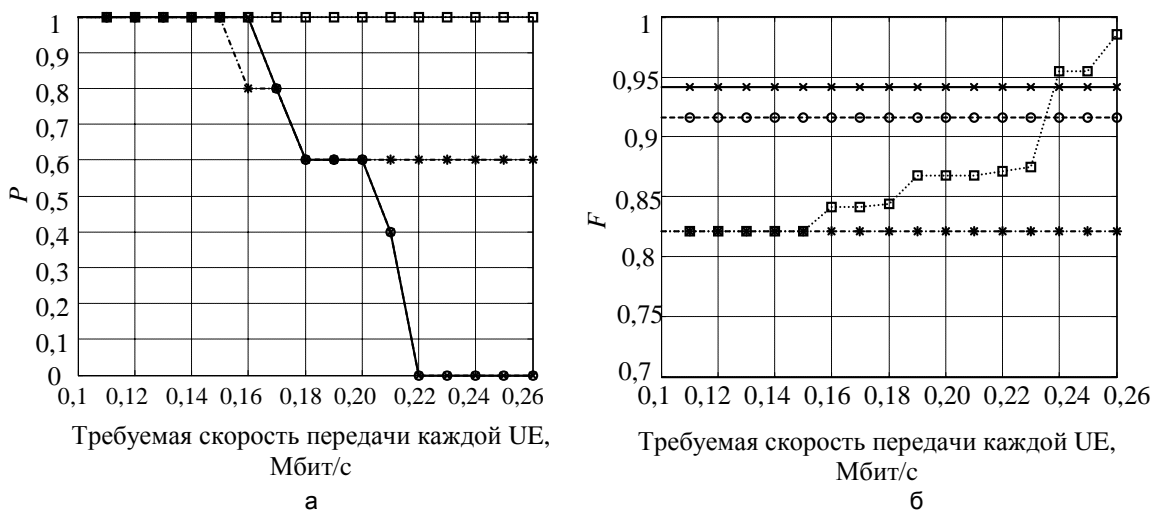 1
0,9
0,8
0,7
0,6
0,5
0,4
0,3
0,2
0,1
0
P
0,1 0,12 0,14 0,16 0,18 0,20 0,22 0,24 0,26
Требуемая скорость передачи каждой UE,
Мбит/с
а
1
0,95
0,9
0,85
0,8
0,75
0,7
F
0,1 0,12 0,14 0,16 0,18 0,20 0,22 0,24 0,26
Требуемая скорость передачи каждой UE,
Мбит/с
б